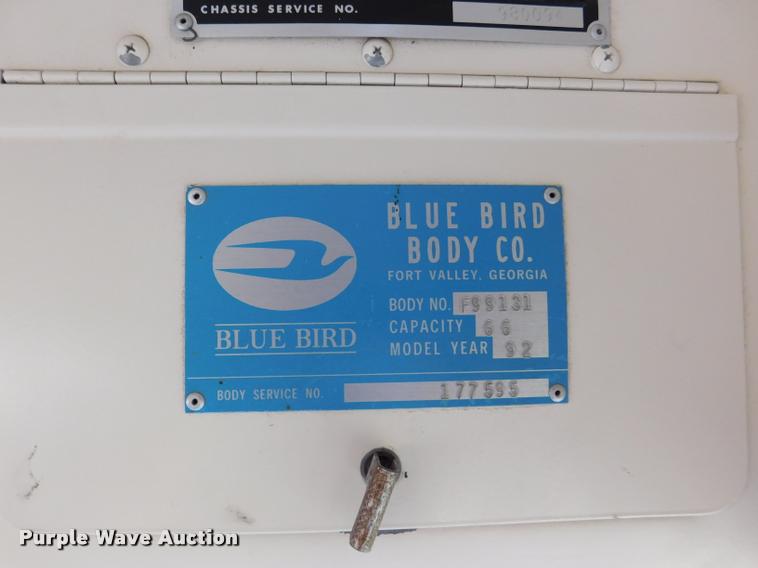 CHASSIS SERVICE NO. 980094
BLUE BIRD
BODY CO.
FORT VALLEY, GEORGIA
BODY NO. F99131
CAPACITY 66
MODEL YEAR 92
BLUE BIRD
BODY SERVICE NO. 177595
Purple Wave Auction